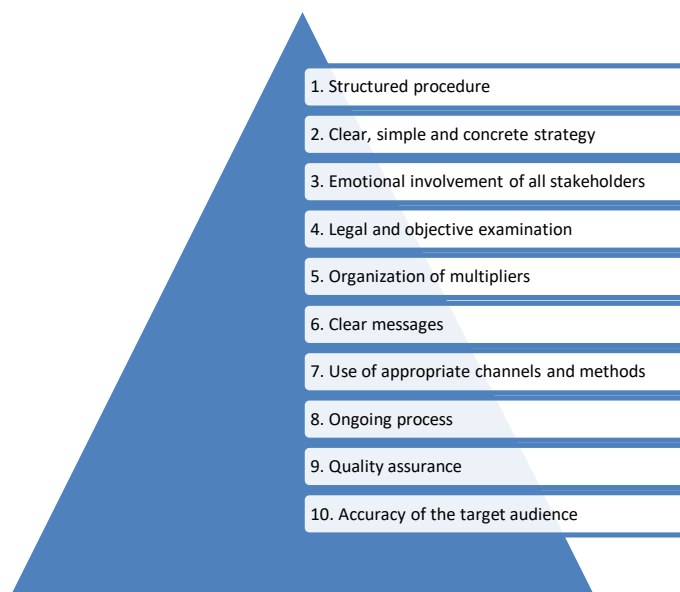 1. Structured procedure
2. Clear, simple and concrete strategy
3. Emotional involvement of all stakeholders
4. Legal and objective examination
5. Organization of multipliers
6. Clear messages
7. Use of appropriate channels and methods
8. Ongoing process
9. Quality assurance
10. Accuracy of the target audience